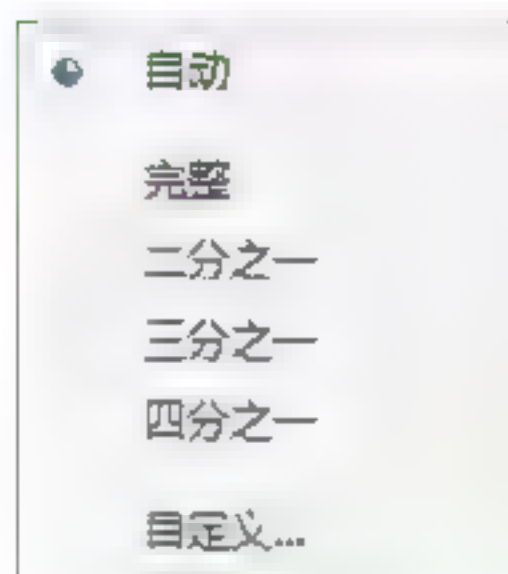 自动
完整
二分之一
三分之一
四分之一
自定义...